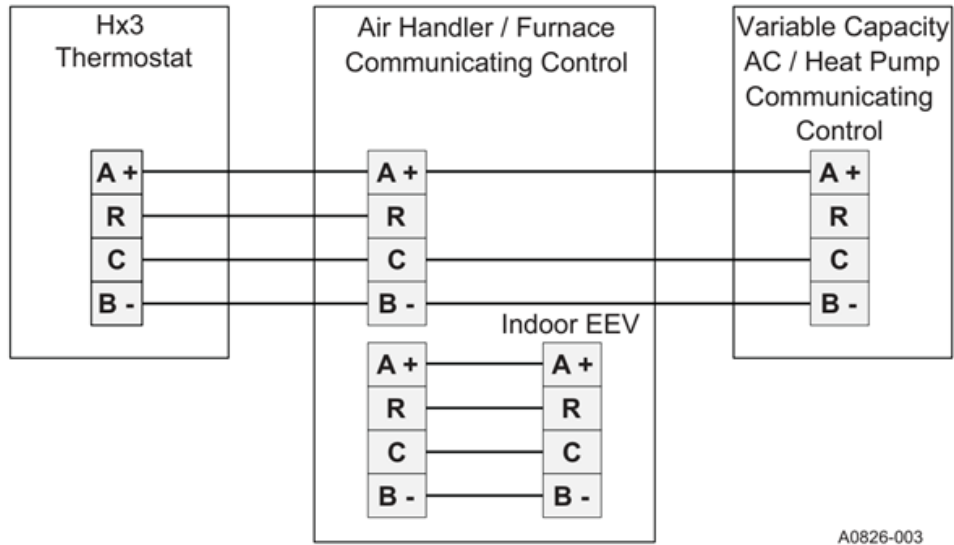 Hx3
Thermostat
Air Handler / Furnace
Communicating Control
Variable Capacity
AC / Heat Pump
Communicating
Control
A +
R
C
B -
A +
R
C
B -
A +
R
C
B -
Indoor EEV
A +
R
C
B -
A +
R
C
B -
A0826-003